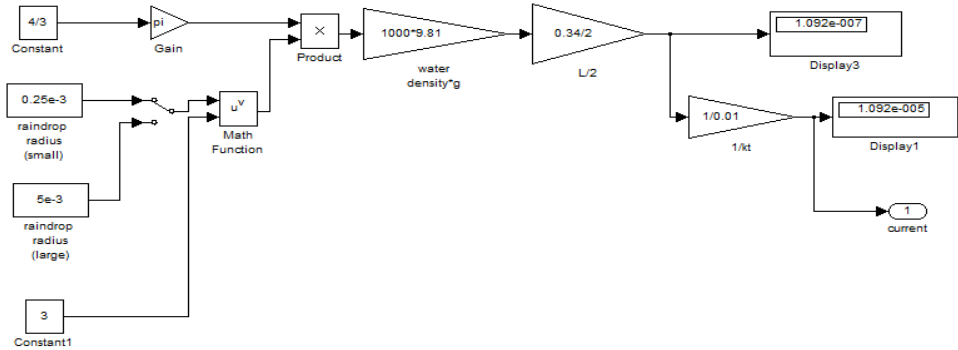 4/3
Constant
pi
Gain
×
Product
1000*9.81
water
density*g
0.34/2
L/2
1.092e-007
Display3
0.25e-3
raindrop
radius
(small)
u^v
Math
Function
1/0.01
1/kt
1.092e-005
Display1
5e-3
raindrop
radius
(large)
1
current
3
Constant1